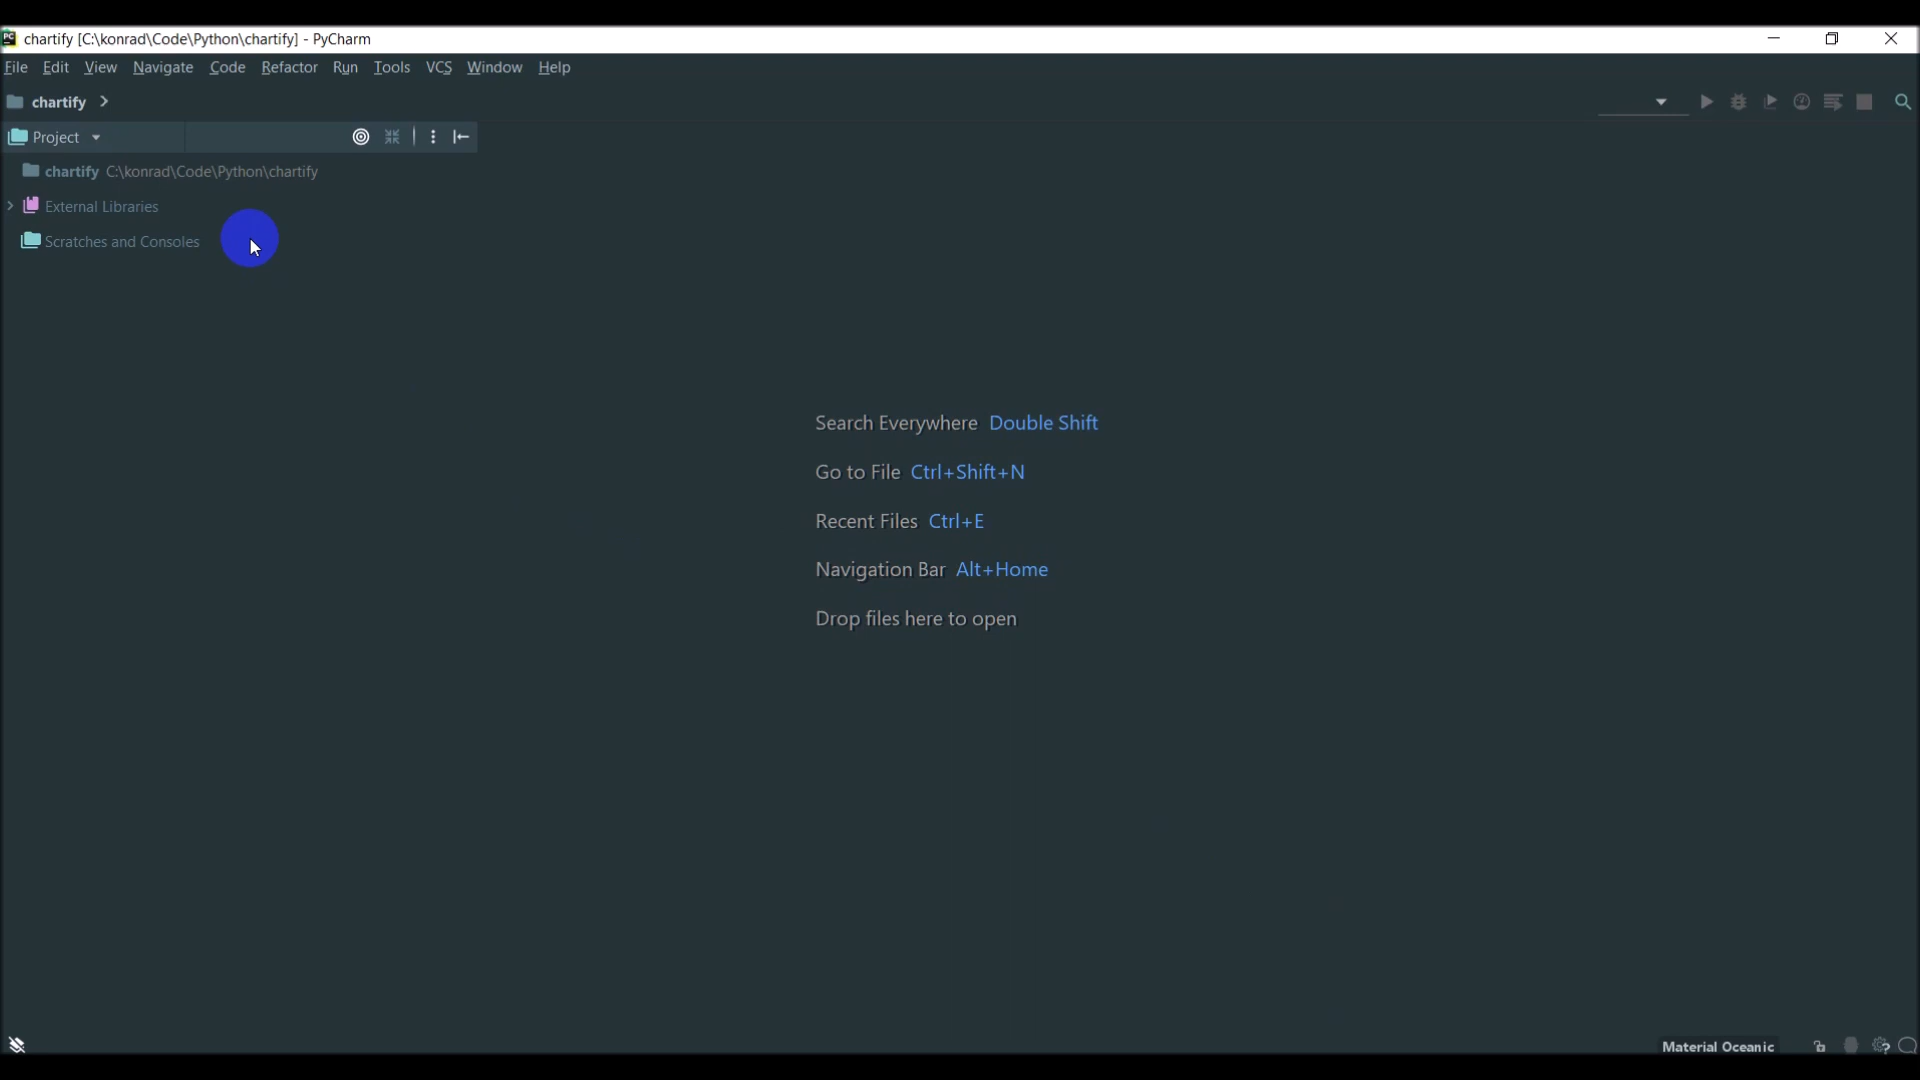 PC chartify [C:\konrad\Code\Python\chartify] - PyCharm
File Edit View Navigate Code Refactor Run Tools VCS Window Help
chartify
Project
chartify C:\konrad\Code\Python\chartify
External Libraries
Scratches and Consoles
Search Everywhere Double Shift
Go to File Ctrl+Shift+N
Recent Files Ctrl+E
Navigation Bar Alt+Home
Drop files here to open
Material Oceanic